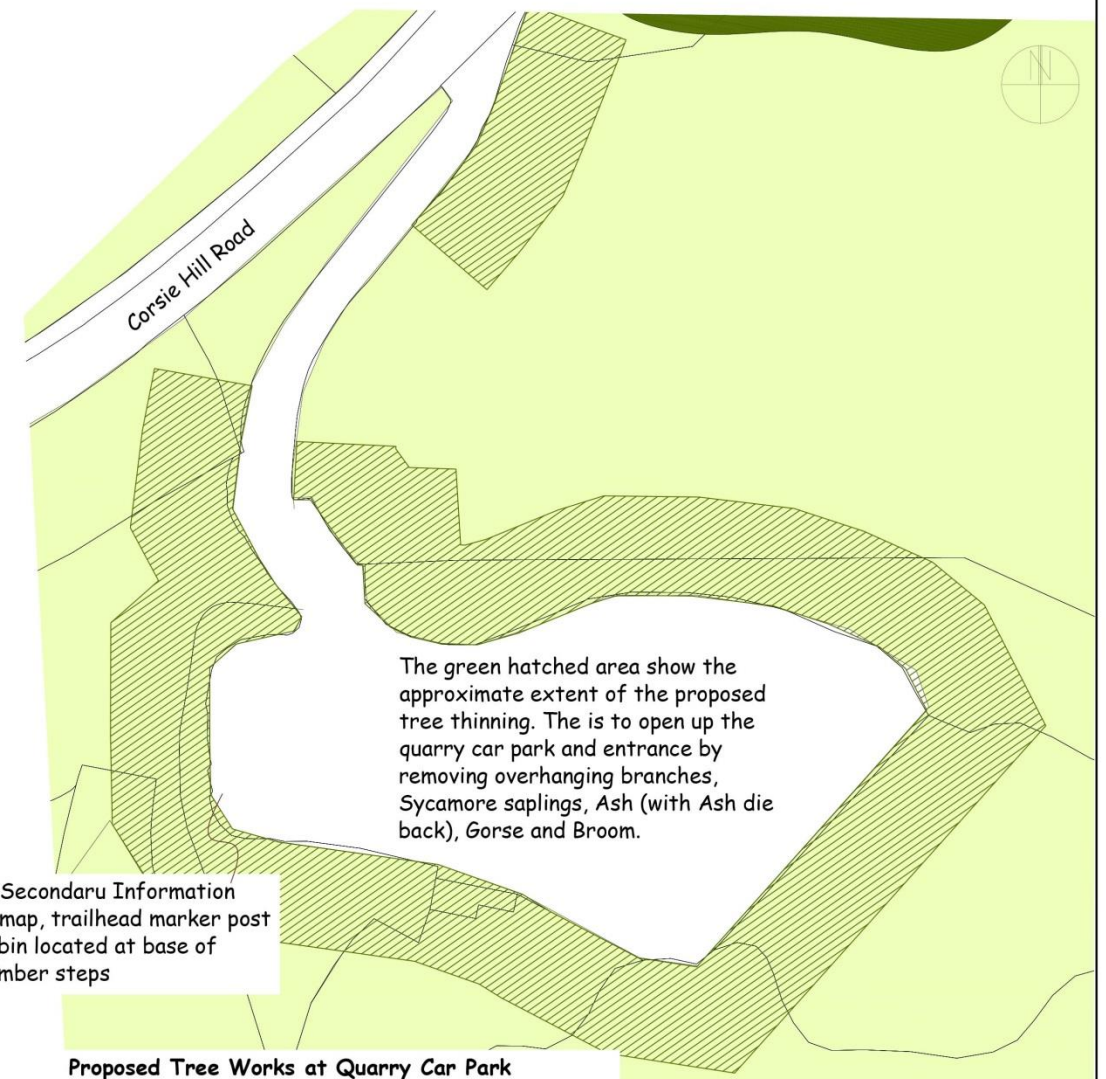 N
Corsie Hill Road
The green hatched area show the
approximate extent of the proposed
tree thinning. The is to open up the
quarry car park and entrance by
removing overhanging branches,
Sycamore saplings, Ash (with Ash die
back), Gorse and Broom.
Secondaru Information
map, trailhead marker post
bin located at base of
mber steps
Proposed Tree Works at Quarry Car Park